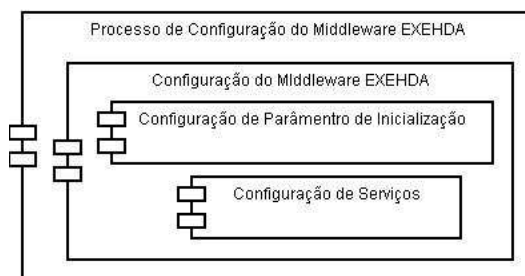 Processo de Configuração do Middleware EXEHDA
Configuração do MIddleware EXEHDA
Configuração de Parâmentro de Inicialização
Configuração de Serviços